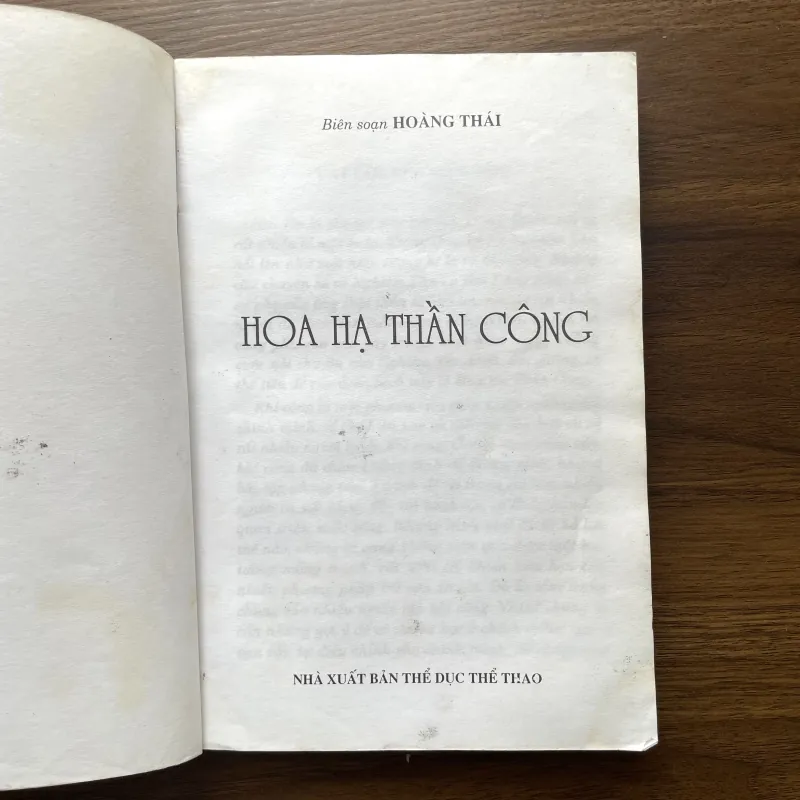 Biên soạn HOÀNG THÁI
HOA HẠ THẦN CÔNG
NHÀ XUẤT BẢN THỂ DỤC THỂ THAO